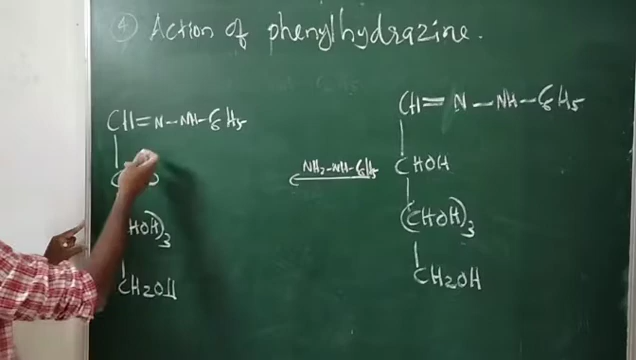 ④ Action of phenylhydrazine.
CH=N-NH-C6H5
(CHOH)3
CH2OH
NH2-NH-C6H5
CH=N-NH-C6H5
CHOH
(CHOH)3
CH2OH